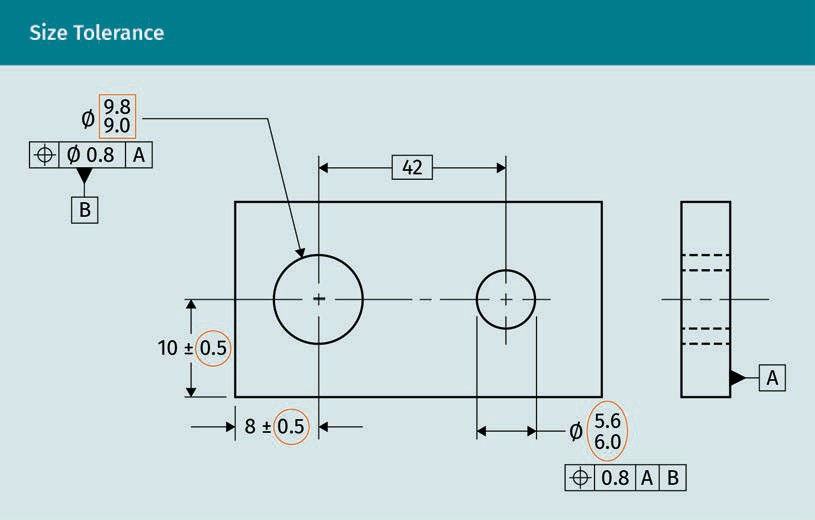 Size Tolerance
Ø 9.8
9.0
⌖ Ø 0.8 A
B
42
10 ± 0.5
8 ± 0.5
A
Ø 5.6
6.0
⌖ 0.8 A B